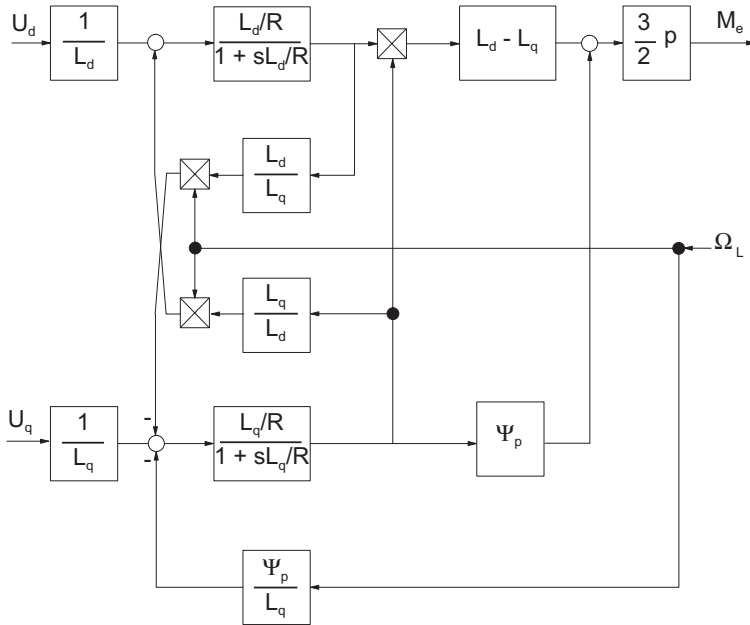 U_d
1
L_d
L_d/R
1 + sL_d/R
L_d - L_q
3
2
p
M_e
L_d
L_q
Ω_L
L_q
L_d
U_q
1
L_q
-
-
L_q/R
1 + sL_q/R
Ψ_p
Ψ_p
L_q